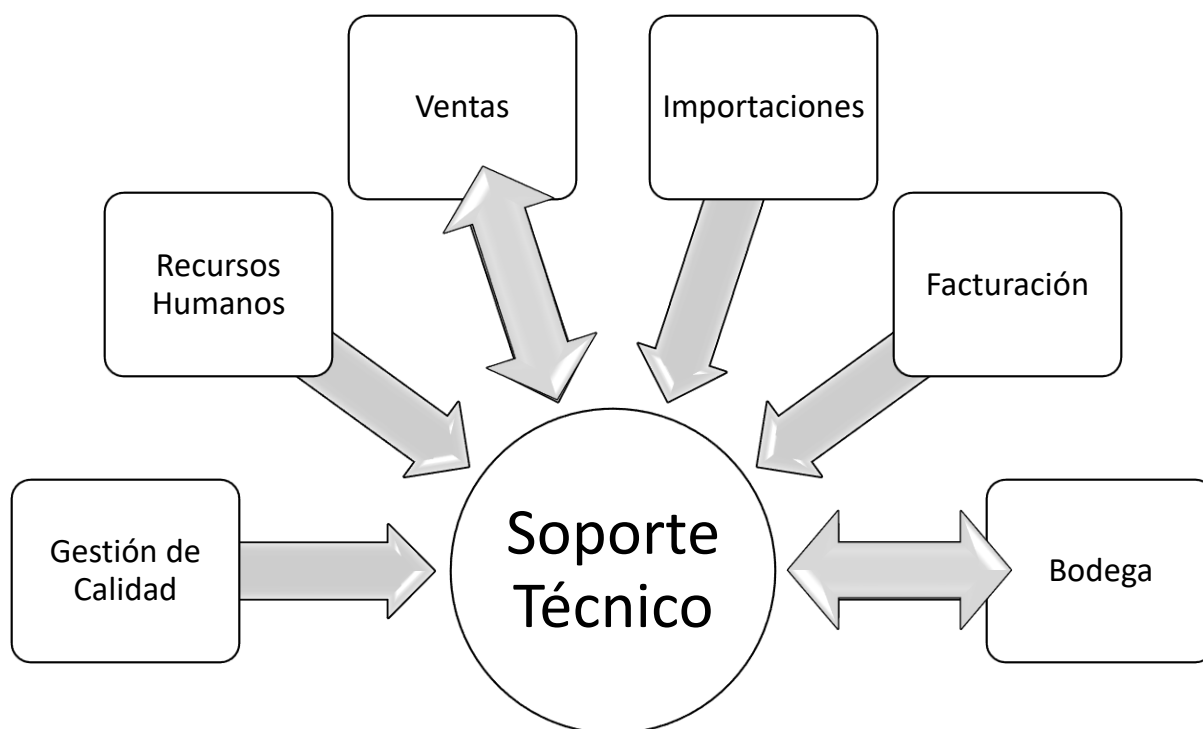 Ventas
Importaciones
Recursos
Humanos
Facturación
Gestión de
Calidad
Soporte
Técnico
Bodega